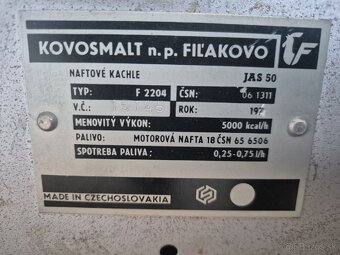 KOVOSMALT n.p. FIĽAKOVO
NAFTOVÉ KACHLE JAS 50
TYP: F 2204 ČSN: 06 1311
V.Č.: ROK: 197
MENOVITÝ VÝKON: 5000 kcal/h
PALIVO: MOTOROVÁ NAFTA 18 ČSN 65 6506
SPOTREBA PALIVA: 0,25-0,75 l/h
MADE IN CZECHOSLOVAKIA